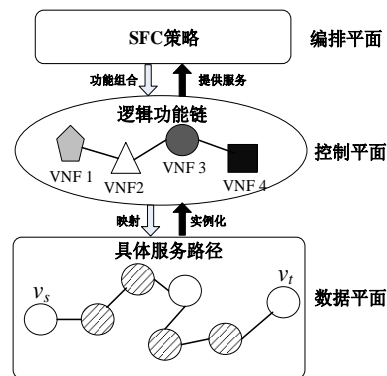 SFC策略
编排平面
功能组合
提供服务
逻辑功能链
VNF 1
VNF2
VNF 3
VNF 4
控制平面
映射
实例化
具体服务路径
vs
vt
数据平面